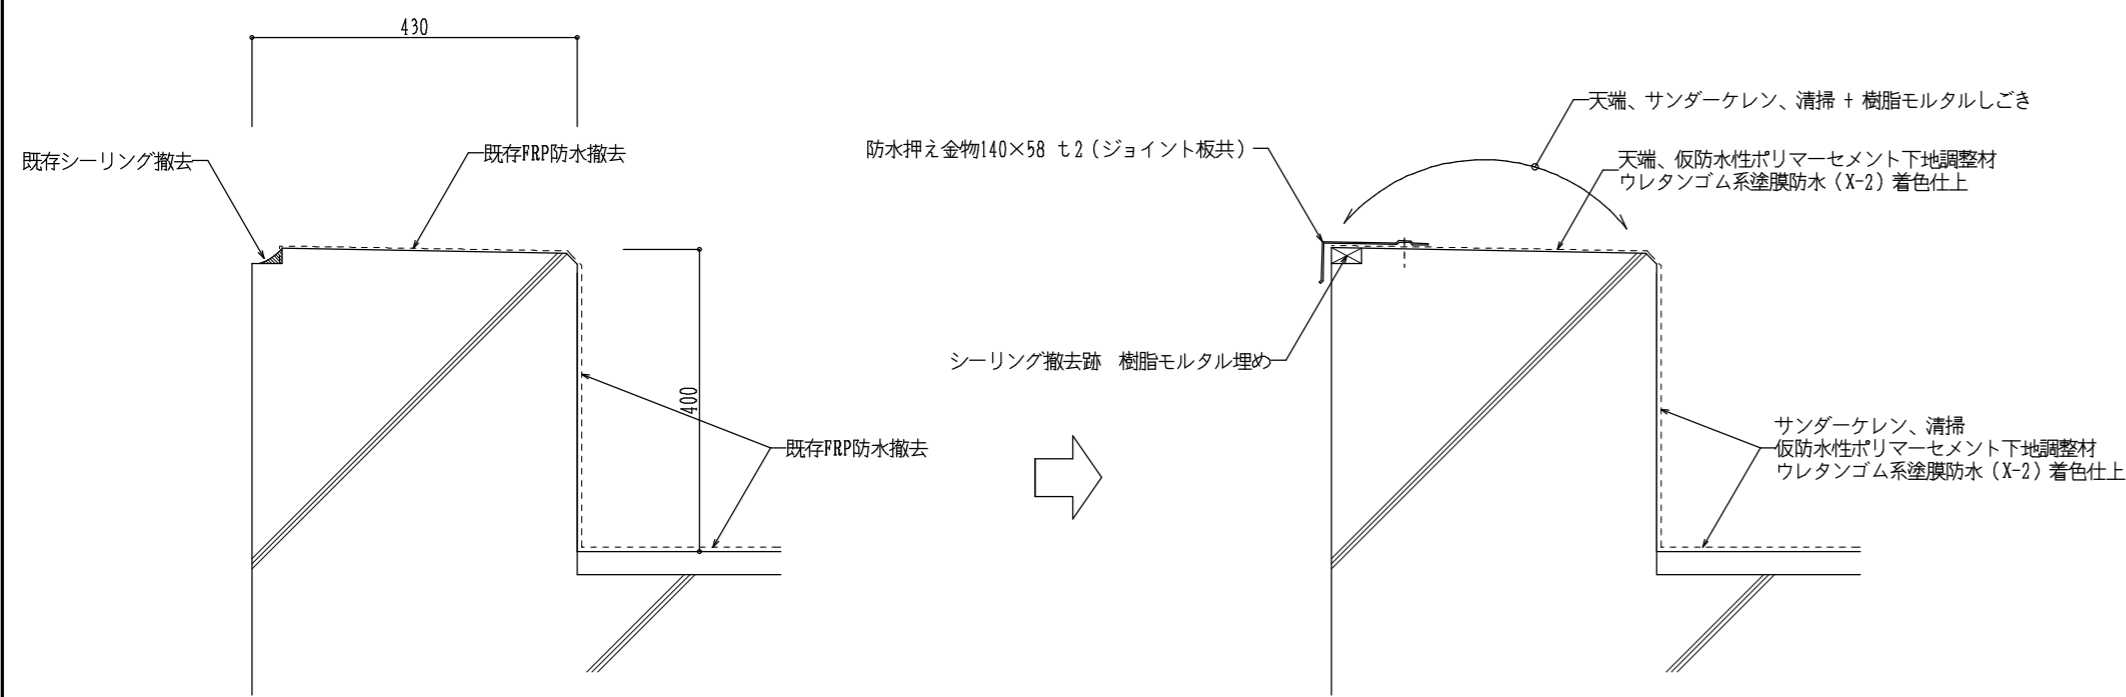 430
既存シーリング撤去
既存FRP防水撤去
400
既存FRP防水撤去
天端、サンダーケレン、清掃 + 樹脂モルタルしごき
防水押え金物140×58 t2(ジョイント板共)
天端、仮防水性ポリマーセメント下地調整材
ウレタンゴム系塗膜防水(X-2)着色仕上
シーリング撤去跡 樹脂モルタル埋め
サンダーケレン、清掃
仮防水性ポリマーセメント下地調整材
ウレタンゴム系塗膜防水(X-2)着色仕上